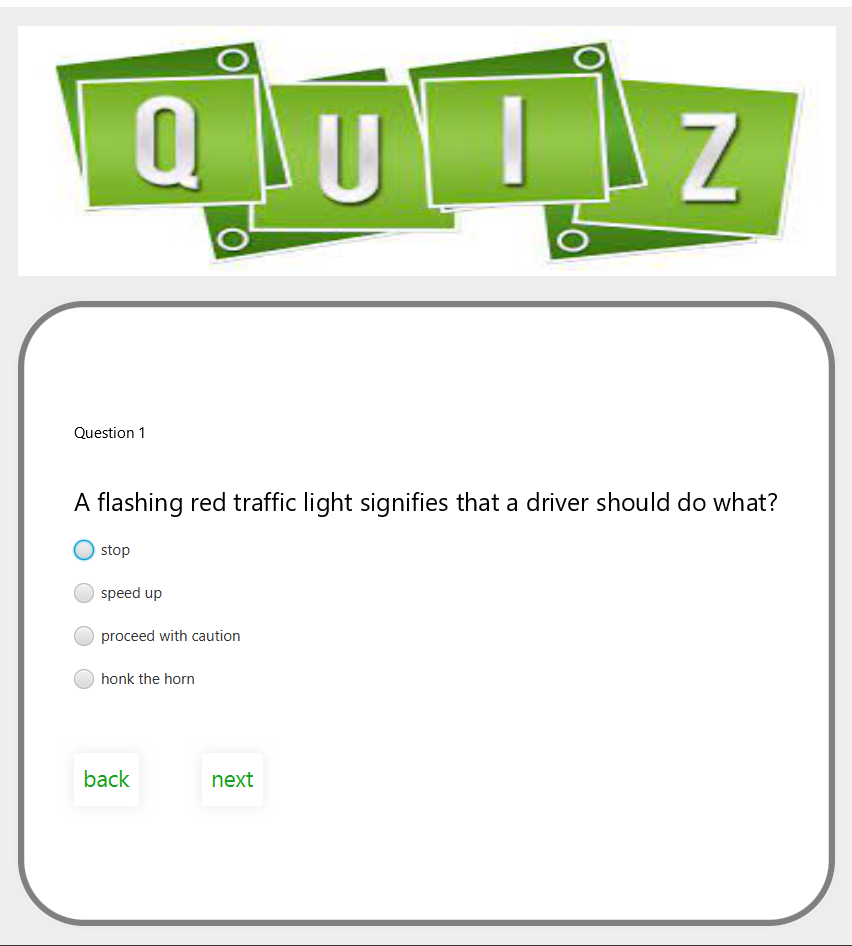 QUIZ
Question 1
A flashing red traffic light signifies that a driver should do what?
stop
speed up
proceed with caution
honk the horn
back next